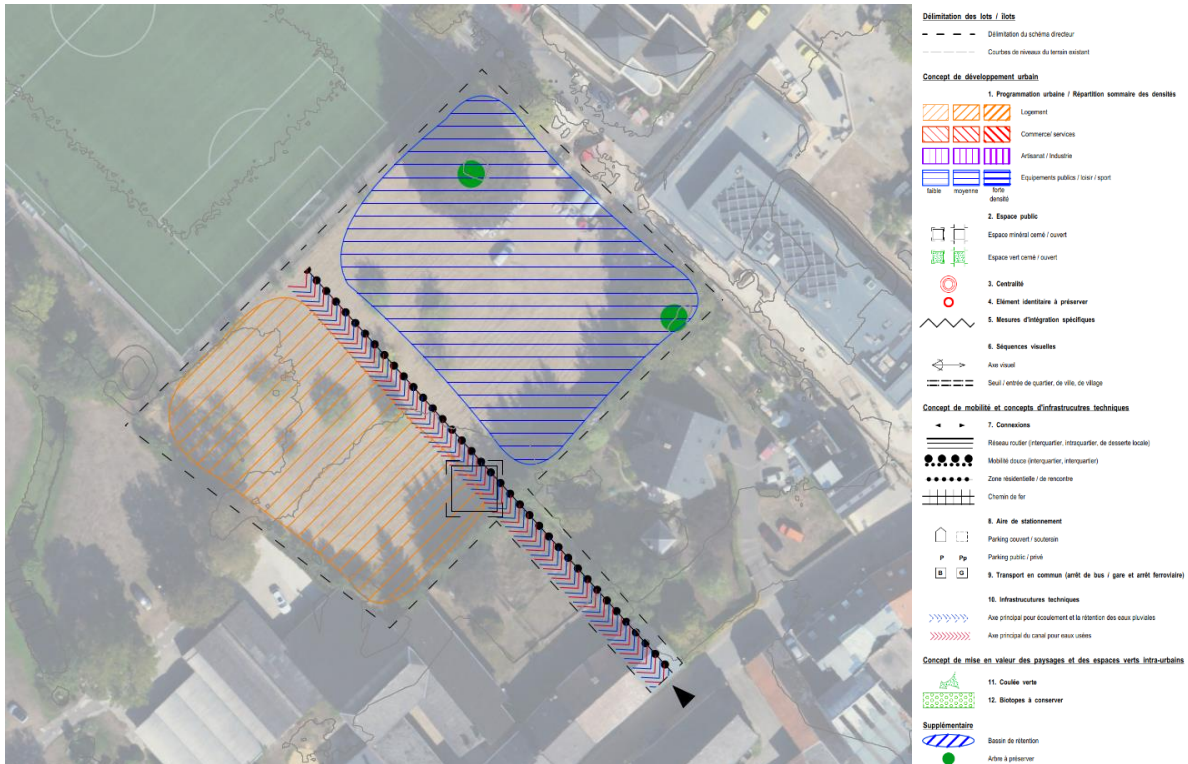 Délimitation des lots / îlots
Délimitation du schéma directeur
Courbes de niveaux du terrain existant
Concept de développement urbain
1. Programmation urbaine / Répartition sommaire des densités
Logement
Commerce/ services
Artisanat / Industrie
Equipements publics / loisir / sport
faible moyenne forte
densité
2. Espace public
Espace minéral cerné / ouvert
Espace vert cerné / ouvert
3. Centralité
4. Elément identitaire à préserver
5. Mesures d'intégration spécifiques
6. Séquences visuelles
Axe visuel
Seuil / entrée de quartier, de ville, de village
Concept de mobilité et concepts d'infrastrucutres techniques
7. Connexions
Réseau routier (interquartier, intraquartier, de desserte locale)
Mobilité douce (interquartier, interquartier)
Zone résidentielle / de rencontre
Chemin de fer
8. Aire de stationnement
Parking couvert / souterain
P Pp Parking public / privé
B G 9. Transport en commun (arrêt de bus / gare et arrêt ferroviaire)
10. Infrastrucutures techniques
Axe principal pour écoulement et la rétention des eaux pluviales
Axe principal du canal pour eaux usées
Concept de mise en valeur des paysages et des espaces verts intra-urbains
11. Coulée verte
12. Biotopes à conserver
Supplémentaire
Bassin de rétention
Arbre à préserver